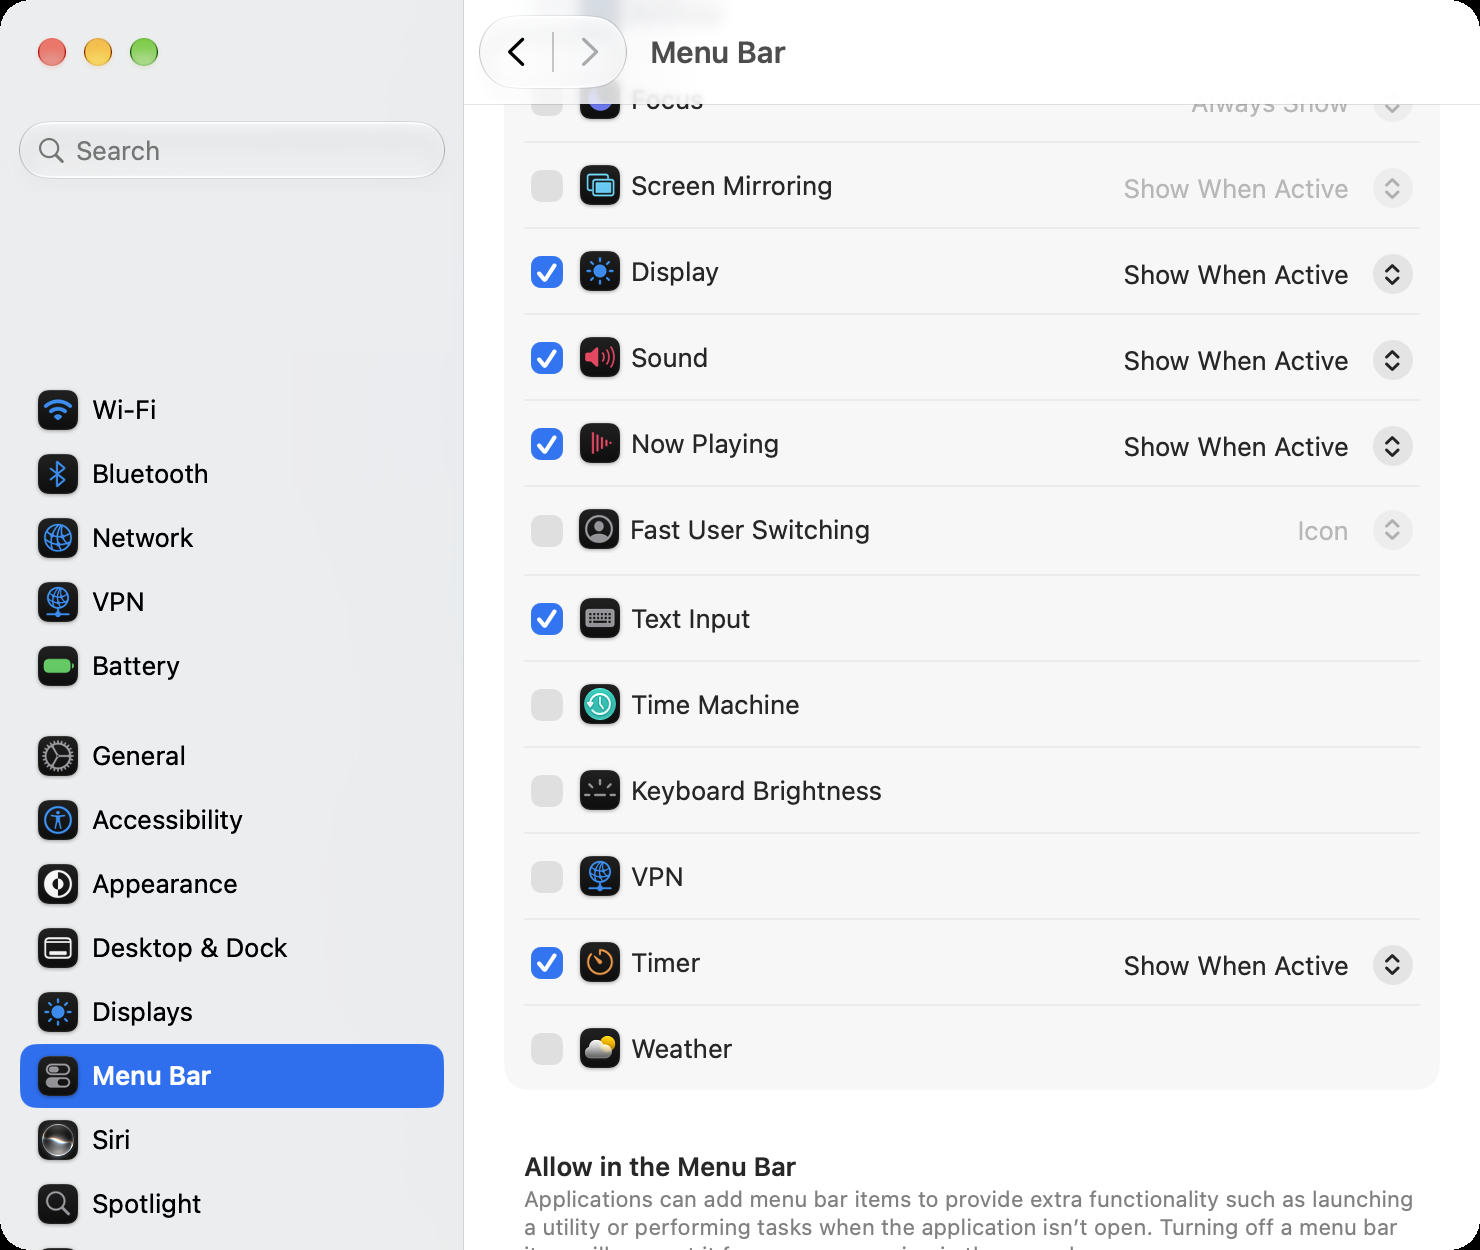 Menu Bar
Search
Wi-Fi
Bluetooth
Network
VPN
Battery
General
Accessibility
Appearance
Desktop & Dock
Displays
Menu Bar
Siri
Spotlight
Focus Always Show
Screen Mirroring Show When Active
Display Show When Active
Sound Show When Active
Now Playing Show When Active
Fast User Switching Icon
Text Input
Time Machine
Keyboard Brightness
VPN
Timer Show When Active
Weather
Allow in the Menu Bar
Applications can add menu bar items to provide extra functionality such as launching
a utility or performing tasks when the application isn't open. Turning off a menu bar